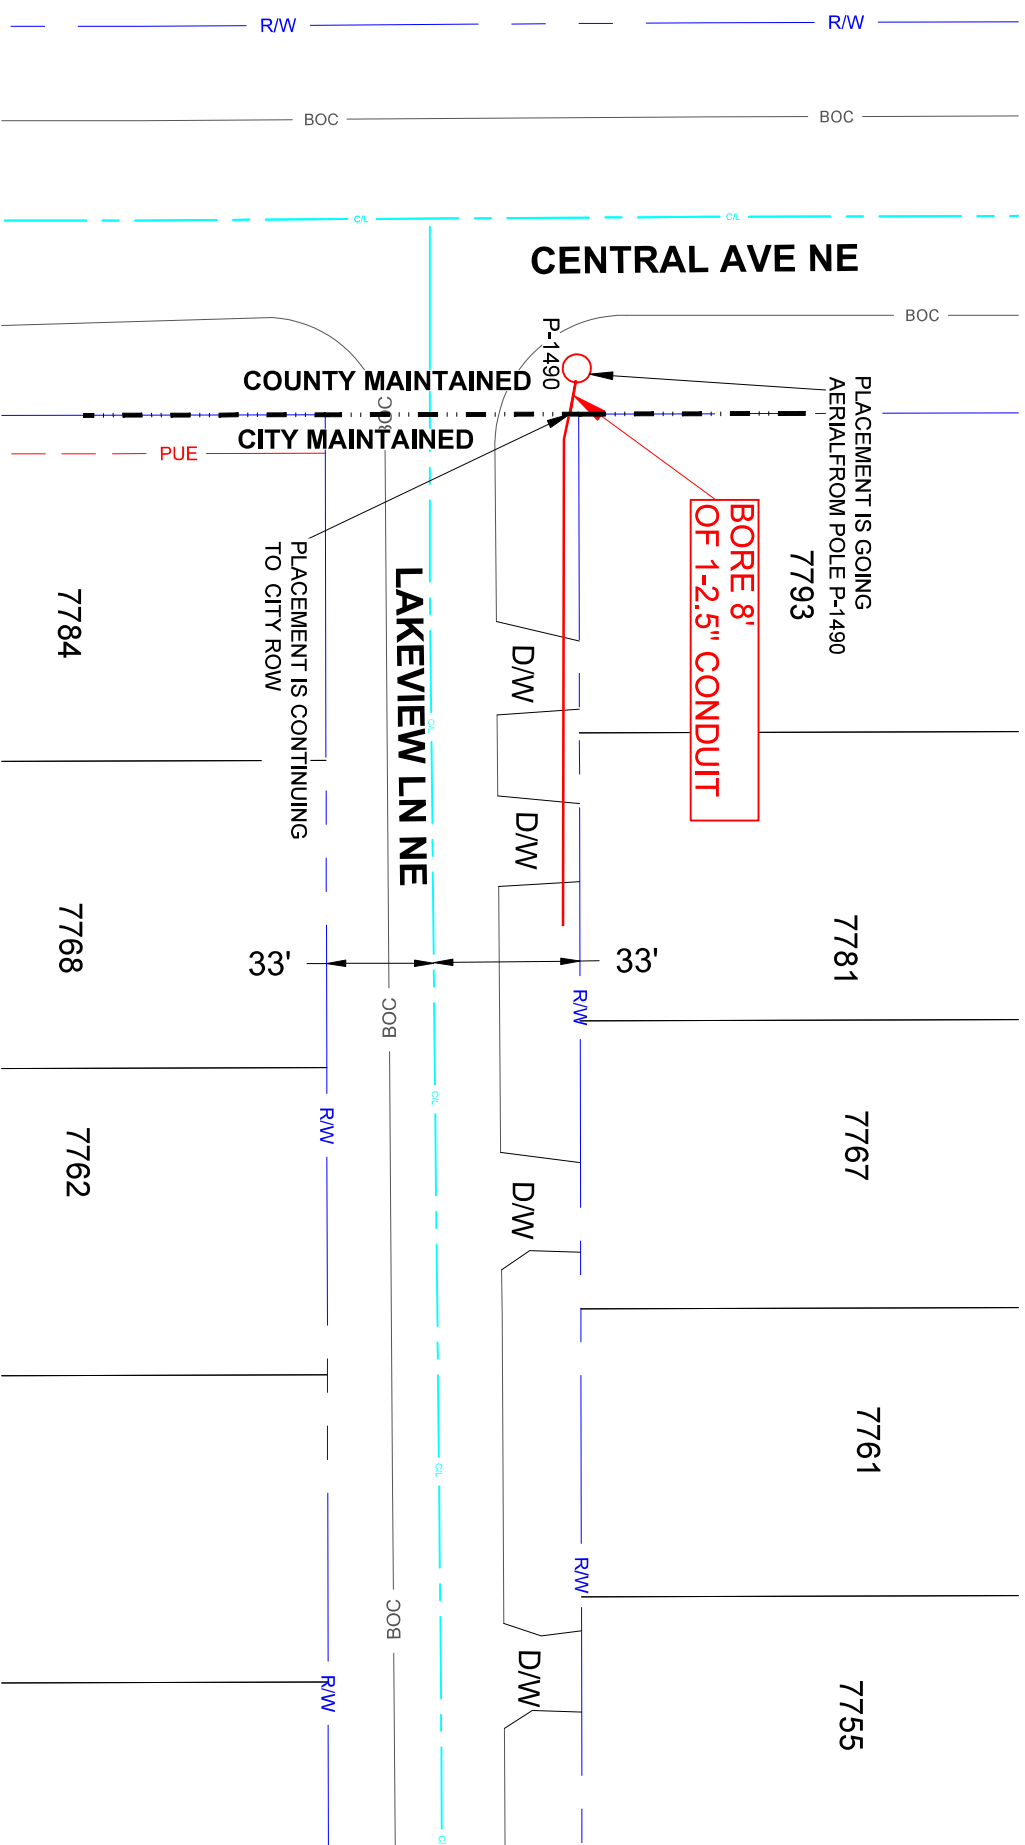 R/W
R/W
BOC
BOC
C/L
C/L
CENTRAL AVE NE
BOC
P-1490
COUNTY MAINTAINED
BOC
CITY MAINTAINED
PUE
PLACEMENT IS GOING
AERIALFROM POLE P-1490
BORE 8'
OF 1-2.5" CONDUIT
7793
PLACEMENT IS CONTINUING
TO CITY ROW
7784
LAKEVIEW LN NE
C/L
D/W
D/W
7768
7781
33'
33'
R/W
BOC
C/L
R/W
7762
7767
D/W
7761
C/L
R/W
BOC
D/W
R/W
7755
C/L